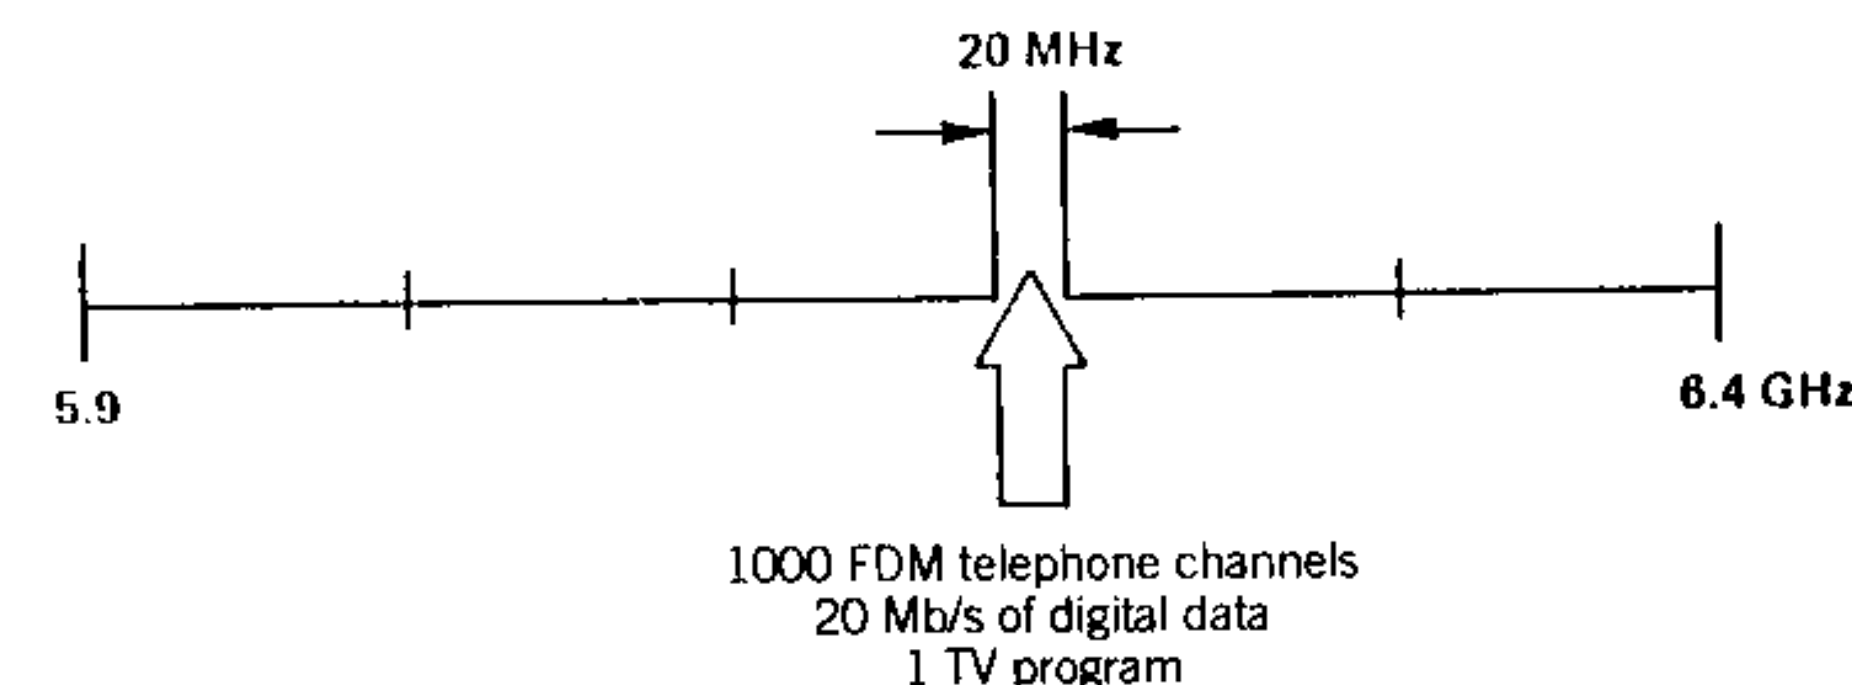 20 MHz
5.9
6.4 GHz
1000 FDM telephone channels
20 Mb/s of digital data
1 TV program